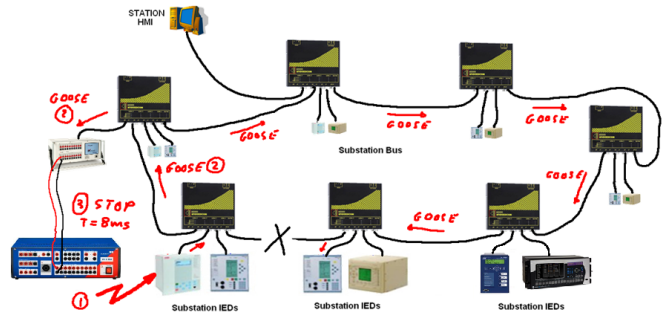 STATION
HMI
GOOSE
②
GOOSE
GOOSE
GOOSE
Substation Bus
GOOSE ②
GOOSE
③ STOP
T = 8ms
GOOSE
X
①
Substation IEDs
Substation IEDs
Substation IEDs